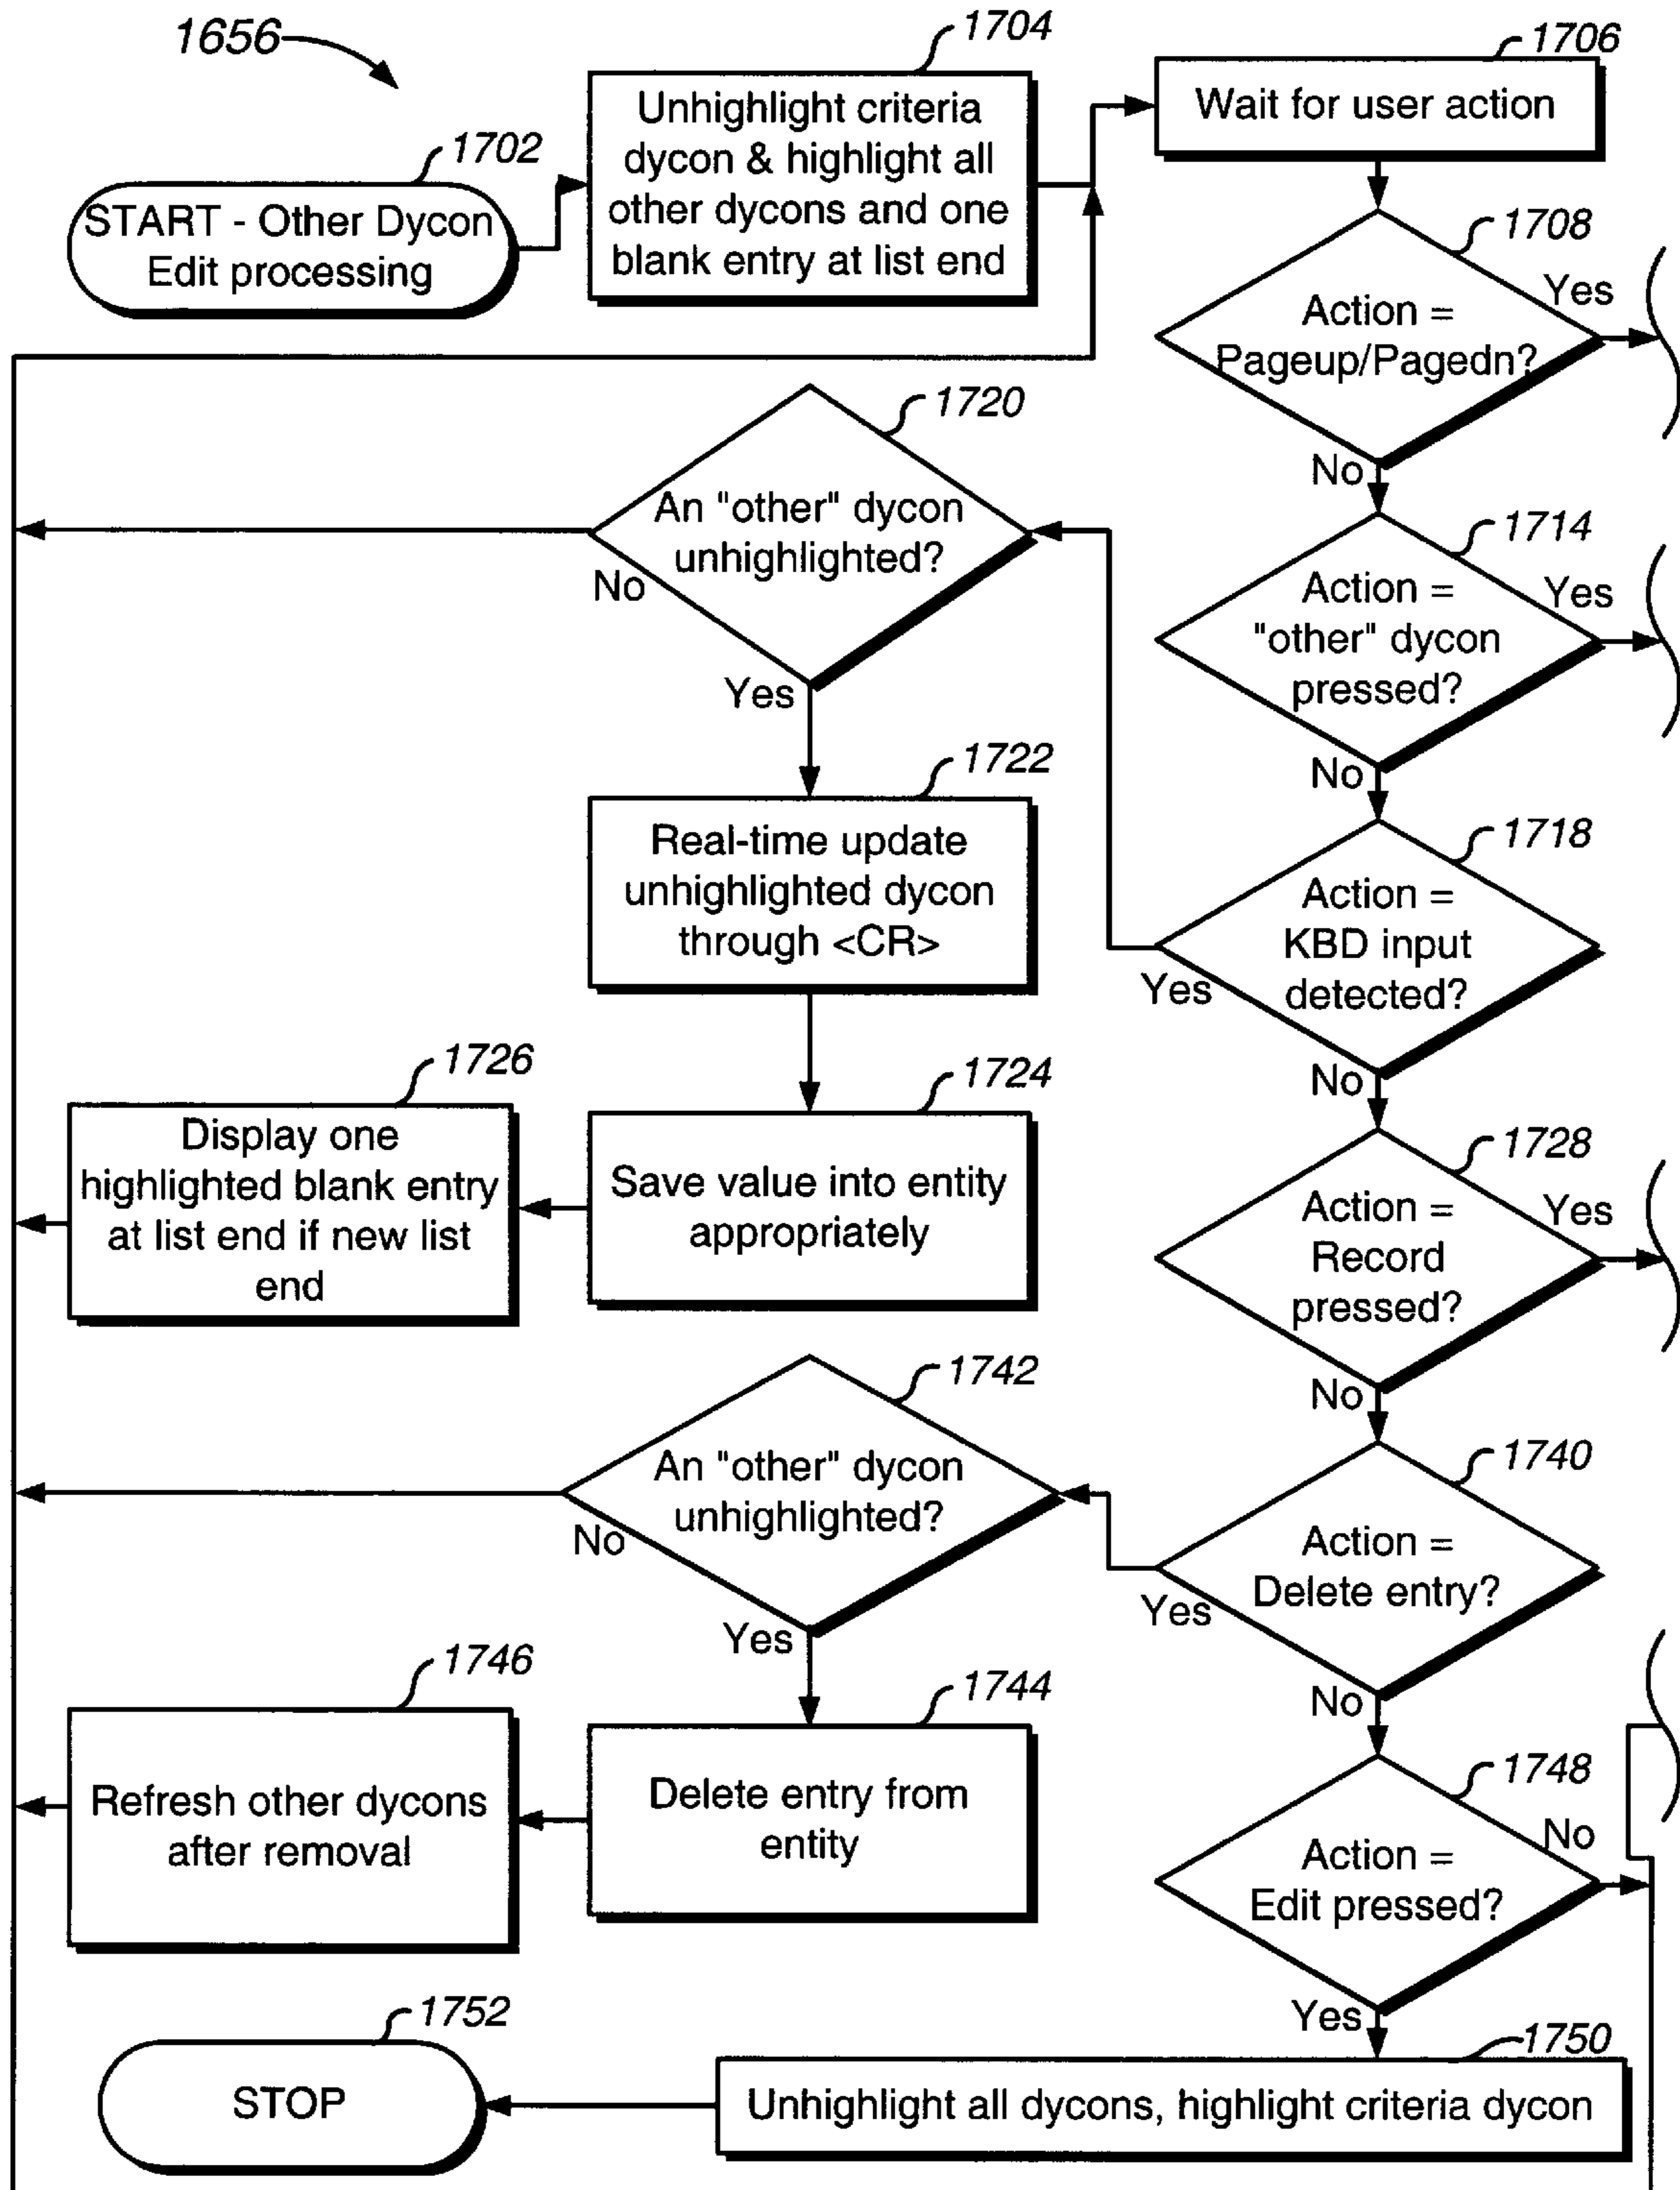 1656
1702
START - Other Dycon
Edit processing
1704
Unhighlight criteria
dycon & highlight all
other dycons and one
blank entry at list end
1706
Wait for user action
1708
Action =
Pageup/Pagedn?
Yes
No
1714
Action =
"other" dycon
pressed?
Yes
No
1718
Action =
KBD input
detected?
Yes
No
1720
An "other" dycon
unhighlighted?
No
Yes
1722
Real-time update
unhighlighted dycon
through <CR>
1724
Save value into entity
appropriately
1726
Display one
highlighted blank entry
at list end if new list
end
1728
Action =
Record
pressed?
Yes
No
1740
Action =
Delete entry?
Yes
No
1742
An "other" dycon
unhighlighted?
No
Yes
1744
Delete entry from
entity
1746
Refresh other dycons
after removal
1748
Action =
Edit pressed?
No
Yes
1750
Unhighlight all dycons, highlight criteria dycon
1752
STOP